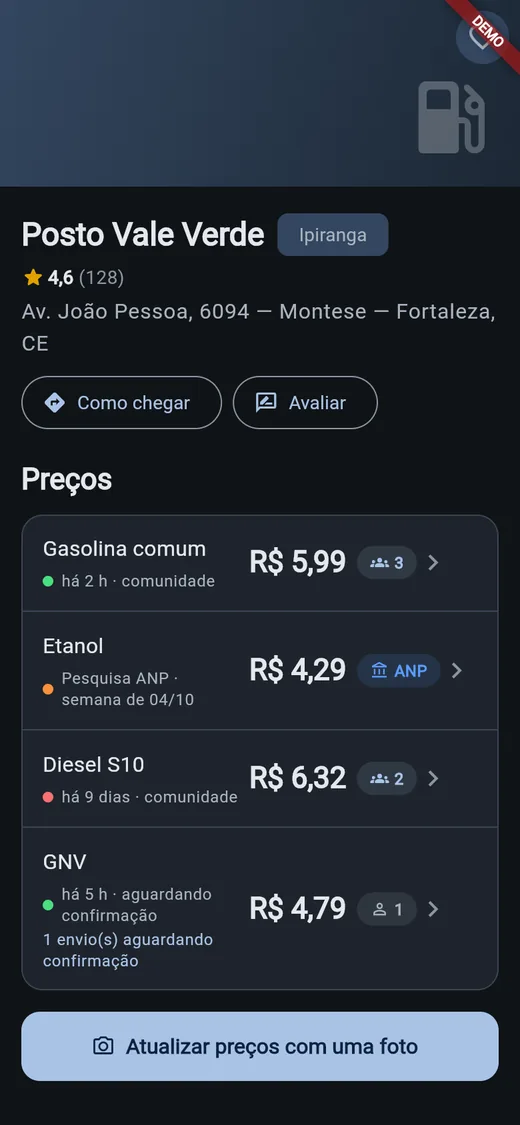 DEMO
Posto Vale Verde
Ipiranga
4,6 (128)
Av. João Pessoa, 6094 — Montese — Fortaleza,
CE
Como chegar
Avaliar
Preços
Gasolina comum
há 2 h · comunidade
R$ 5,99
3
Etanol
Pesquisa ANP ·
semana de 04/10
R$ 4,29
ANP
Diesel S10
há 9 dias · comunidade
R$ 6,32
2
GNV
há 5 h · aguardando
confirmação
1 envio(s) aguardando
confirmação
R$ 4,79
1
Atualizar preços com uma foto